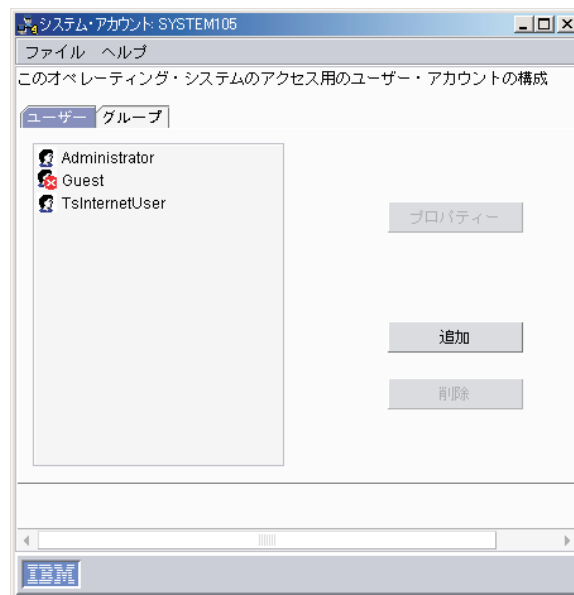 システム・アカウント: SYSTEM105
ファイル ヘルプ
このオペレーティング・システムのアクセス用のユーザー・アカウントの構成
ユーザー グループ
Administrator
Guest
TsInternetUser
プロパティー
追加
削除
IBM